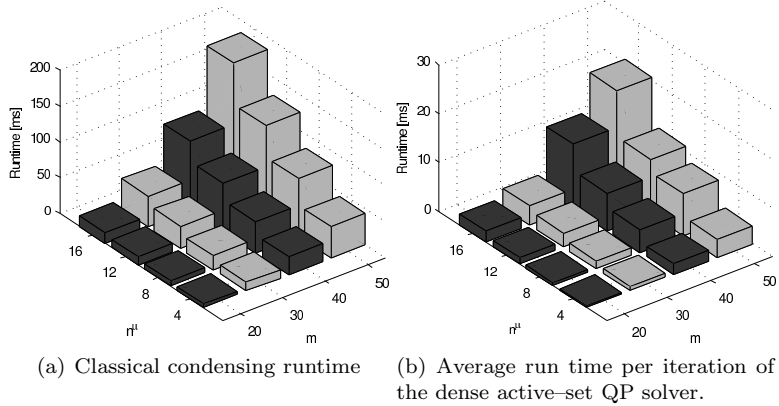 200
150
100
50
0
Runtime [ms]
16
12
8
4
n^μ
20
30
40
50
m
30
20
10
0
Runtime [ms]
16
12
8
4
n^μ
20
30
40
50
m
(a) Classical condensing runtime
(b) Average run time per iteration of
the dense active–set QP solver.